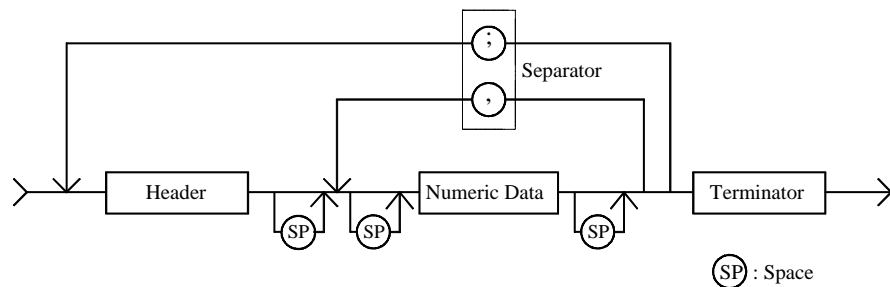 ;
Separator
,
Header
Numeric Data
Terminator
SP
SP
SP
SP : Space